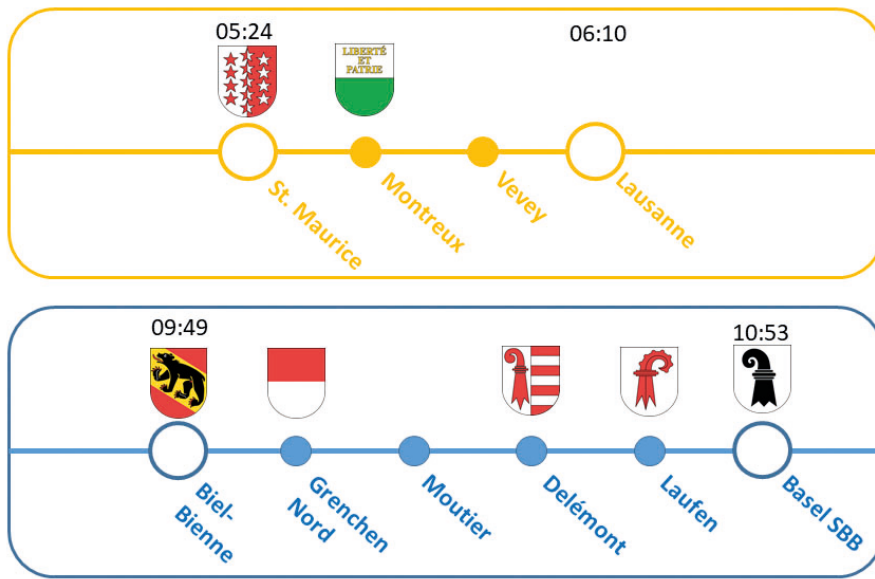 05:24
06:10
LIBERTÉ
ET
PATRIE
St. Maurice
Montreux
Vevey
Lausanne
09:49
10:53
Biel-
Bienne
Grenchen
Nord
Moutier
Delémont
Laufen
Basel SBB